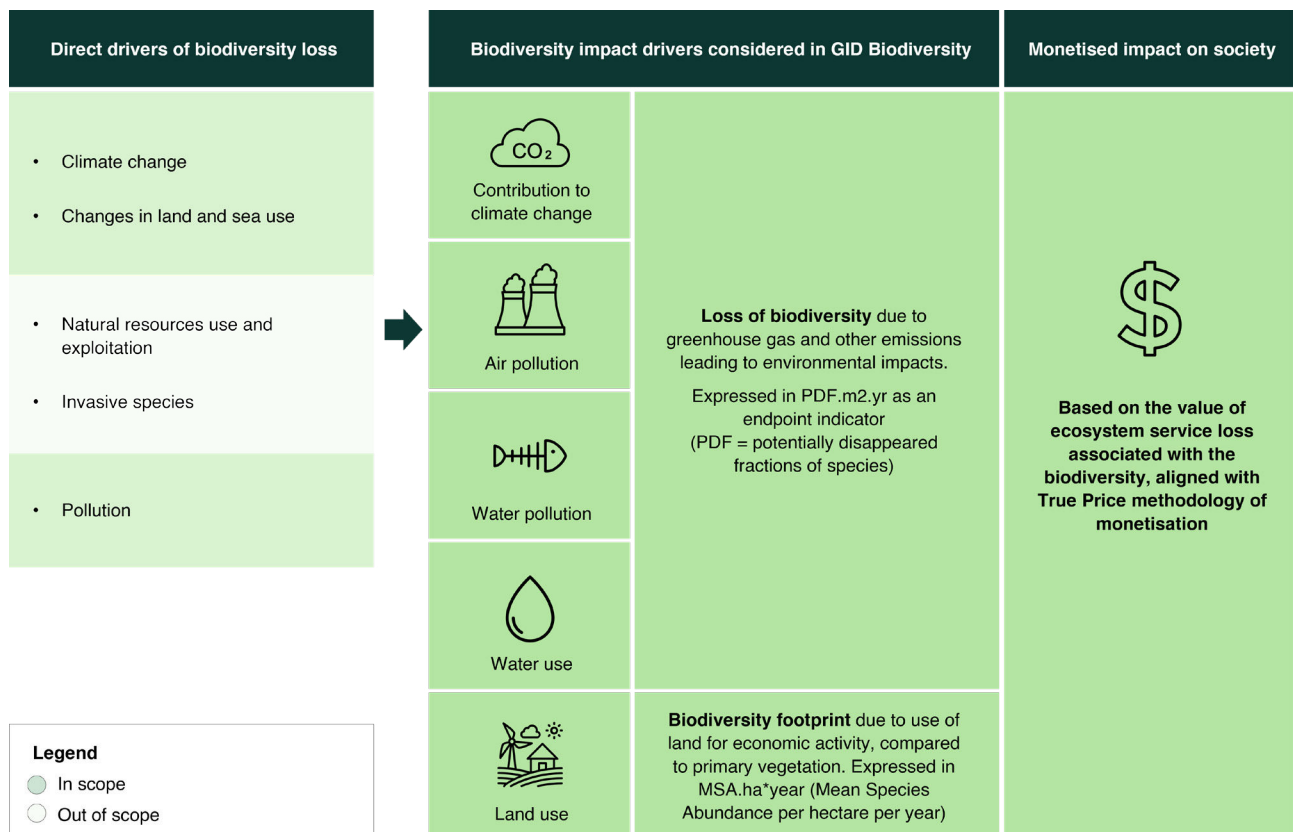 Direct drivers of biodiversity loss
Biodiversity impact drivers considered in GID Biodiversity
Monetised impact on society
• Climate change
• Changes in land and sea use
• Natural resources use and
exploitation
• Invasive species
• Pollution
CO₂
Contribution to
climate change
Air pollution
Water pollution
Water use
Land use
Loss of biodiversity due to
greenhouse gas and other emissions
leading to environmental impacts.
Expressed in PDF.m2.yr as an
endpoint indicator
(PDF = potentially disappeared
fractions of species)
Biodiversity footprint due to use of
land for economic activity, compared
to primary vegetation. Expressed in
MSA.ha*year (Mean Species
Abundance per hectare per year)
$
Based on the value of
ecosystem service loss
associated with the
biodiversity, aligned with
True Price methodology of
monetisation
Legend
In scope
Out of scope